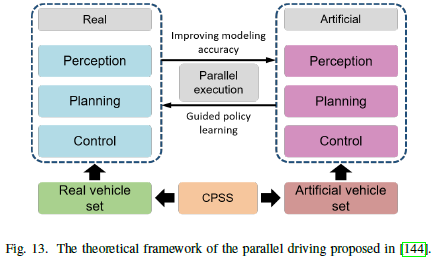 Real
Perception
Planning
Control
Real vehicle
set
Improving modeling
accuracy
Parallel
execution
Guided policy
learning
CPSS
Artificial
Perception
Planning
Control
Artificial vehicle
set
Fig. 13. The theoretical framework of the parallel driving proposed in [144].